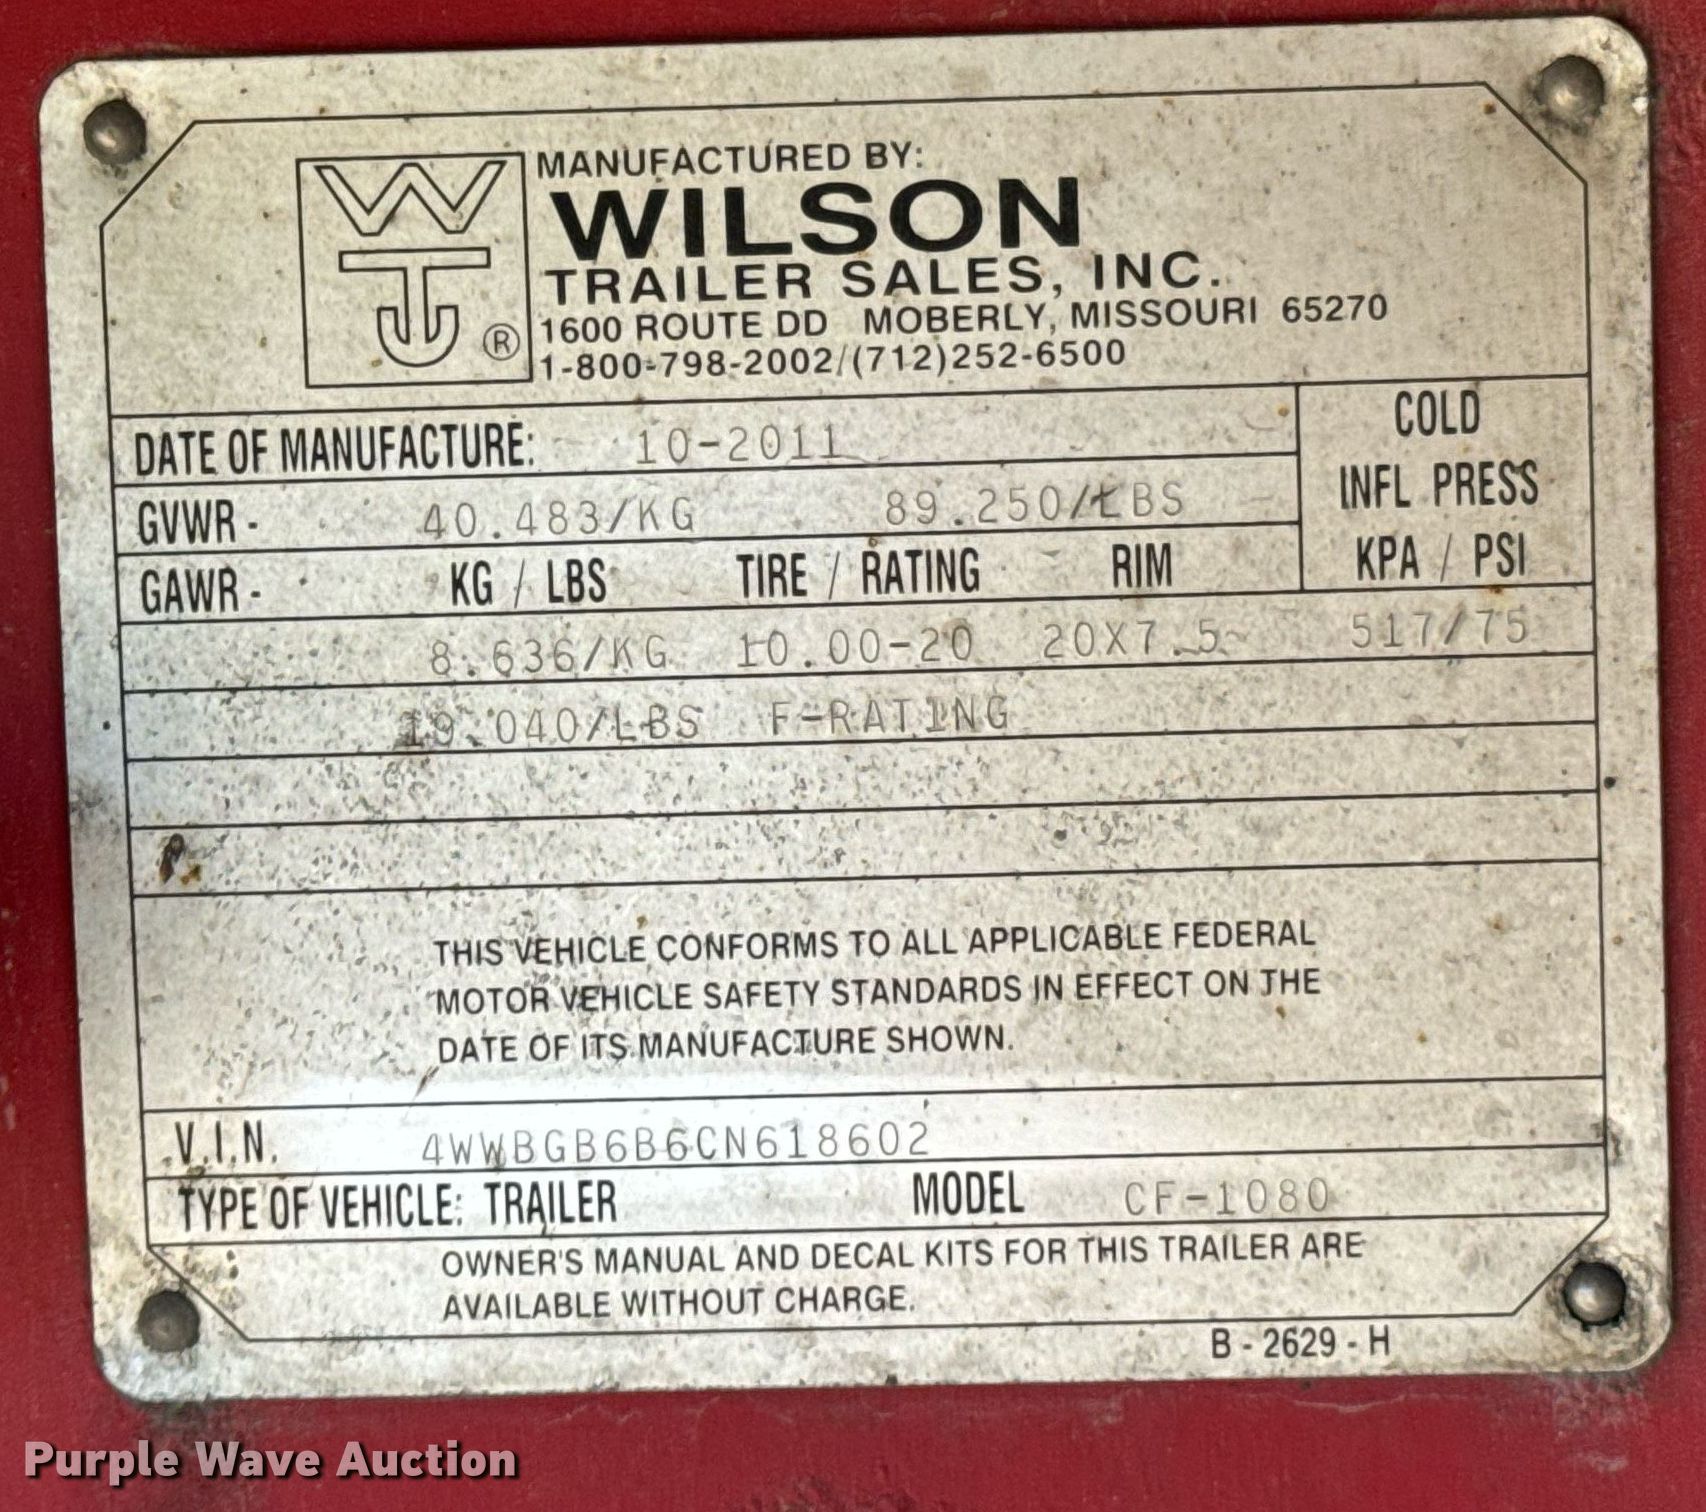 WTJ ®
MANUFACTURED BY:
WILSON
TRAILER SALES, INC.
1600 ROUTE DD MOBERLY, MISSOURI 65270
1-800-798-2002/(712)252-6500
DATE OF MANUFACTURE: 10-2011
COLD
INFL PRESS
KPA / PSI
GVWR - 40.483/KG 89.250/LBS
GAWR - KG / LBS TIRE / RATING RIM
8.636/KG 10.00-20 20X7.5 517/75
19.040/LBS F-RATING
THIS VEHICLE CONFORMS TO ALL APPLICABLE FEDERAL
MOTOR VEHICLE SAFETY STANDARDS IN EFFECT ON THE
DATE OF ITS MANUFACTURE SHOWN.
V.I.N. 4WWBGB6B6CN618602
TYPE OF VEHICLE: TRAILER MODEL CF-1080
OWNER'S MANUAL AND DECAL KITS FOR THIS TRAILER ARE
AVAILABLE WITHOUT CHARGE.
B - 2629 - H
Purple Wave Auction